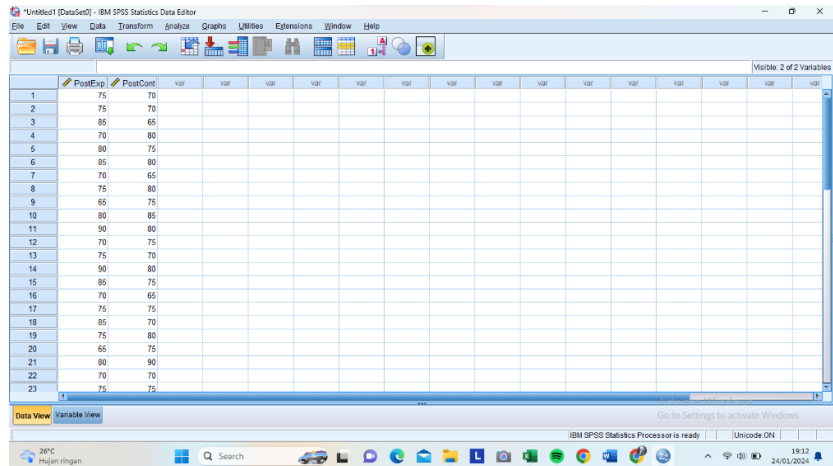 *Untitled1 [DataSet0] - IBM SPSS Statistics Data Editor
File Edit View Data Transform Analyze Graphs Utilities Extensions Window Help
Visible: 2 of 2 Variables
PostExp PostCont var var var var var var var var var var var var var
1 75 70
2 75 70
3 85 65
4 70 80
5 80 75
6 85 80
7 70 65
8 75 80
9 65 75
10 80 85
11 90 80
12 70 75
13 75 70
14 90 80
15 85 75
16 70 65
17 75 75
18 85 70
19 75 80
20 65 75
21 80 90
22 70 70
23 75 75
Data View Variable View
Go to Settings to activate Windows.
IBM SPSS Statistics Processor is ready Unicode:ON
26°C
Hujan ringan
Search
19:12
24/01/2024